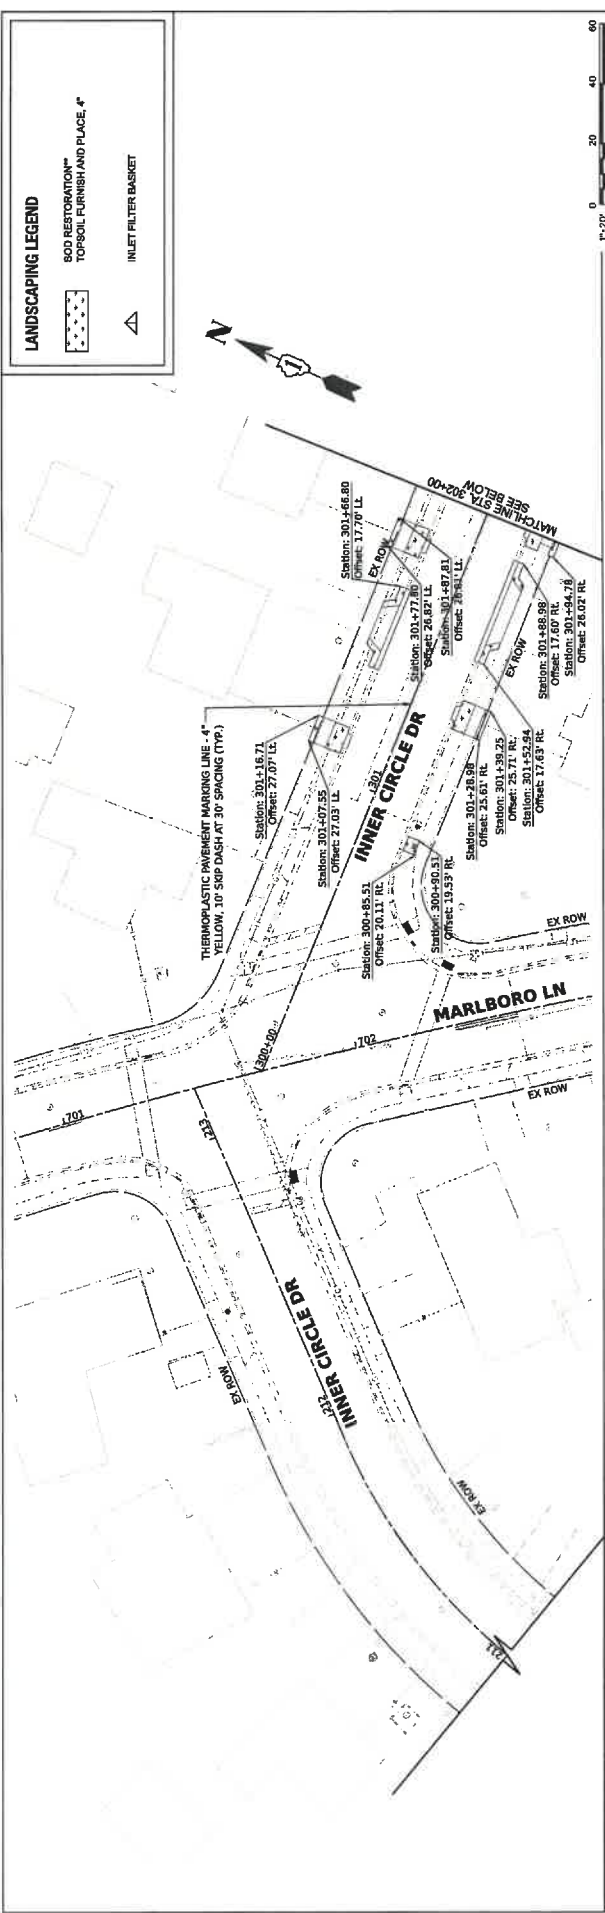 LANDSCAPING LEGEND
SOD RESTORATION**
TOPSOIL FURNISH AND PLACE, 4"
INLET FILTER BASKET
N
1
0
20
40
60
1"=20'
THERMOPLASTIC PAVEMENT MARKING LINE - 4"
YELLOW, 10' SKIP DASH AT 30' SPACING (TYP.)
Station: 301+16.71
Offset: 27.07' Lt.
Station: 301+07.55
Offset: 27.03' Lt.
Station: 301+66.80
Offset: 17.70' Lt.
EX ROW
Station: 301+77.80
Offset: 26.82' Lt.
Station: 301+87.81
MATCHLINE STA. 302+00
SEE BELOW
INNER CIRCLE DR
301
300+00
Station: 300+85.51
Offset: 20.11' Rt.
Station: 300+90.51
Offset: 19.53' Rt.
Station: 301+28.98
Offset: 25.61' Rt.
Station: 301+39.25
Offset: 25.71' Rt.
Station: 301+52.94
Offset: 17.63' Rt.
EX ROW
Station: 301+88.98
Offset: 17.60' Rt.
Station: 301+94.78
Offset: 26.02' Rt.
MARLBORO LN
EX ROW
EX ROW
701
702
213
212
211
INNER CIRCLE DR
EX ROW
EX ROW